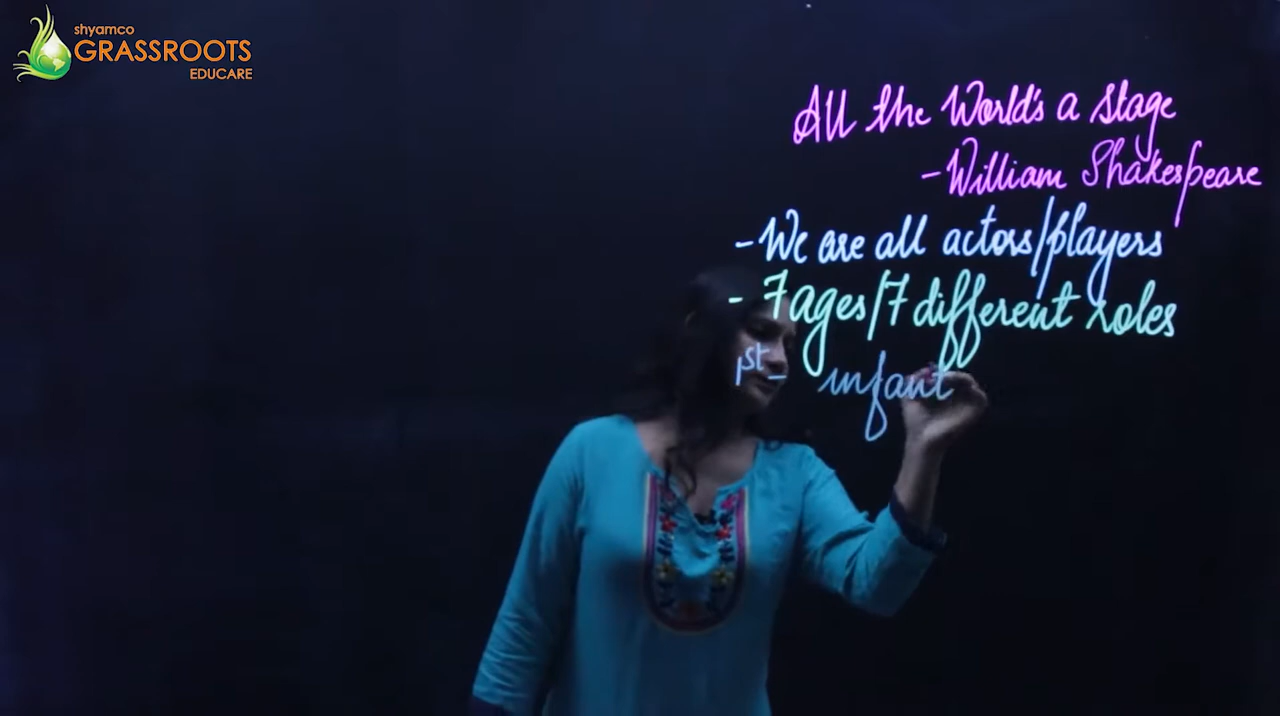 shyamco
GRASSROOTS
EDUCARE
All the World's a Stage
-William Shakespeare
-We are all actors/players
- 7ages/7 different roles
1st- infant